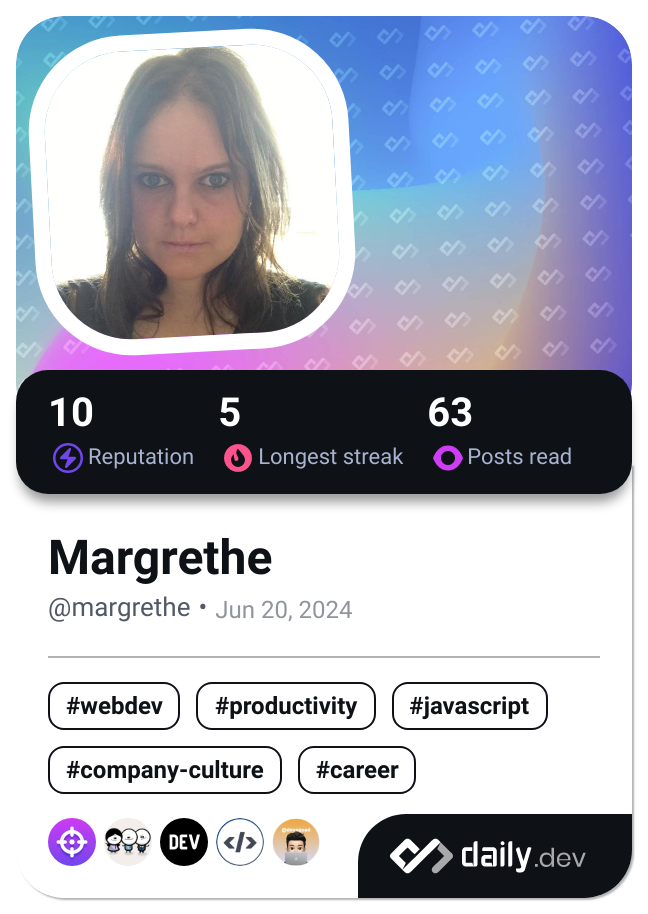 10 5 63
Reputation Longest streak Posts read
Margrethe
@margrethe • Jun 20, 2024
#webdev #productivity #javascript
#company-culture #career
DEV </>
daily.dev